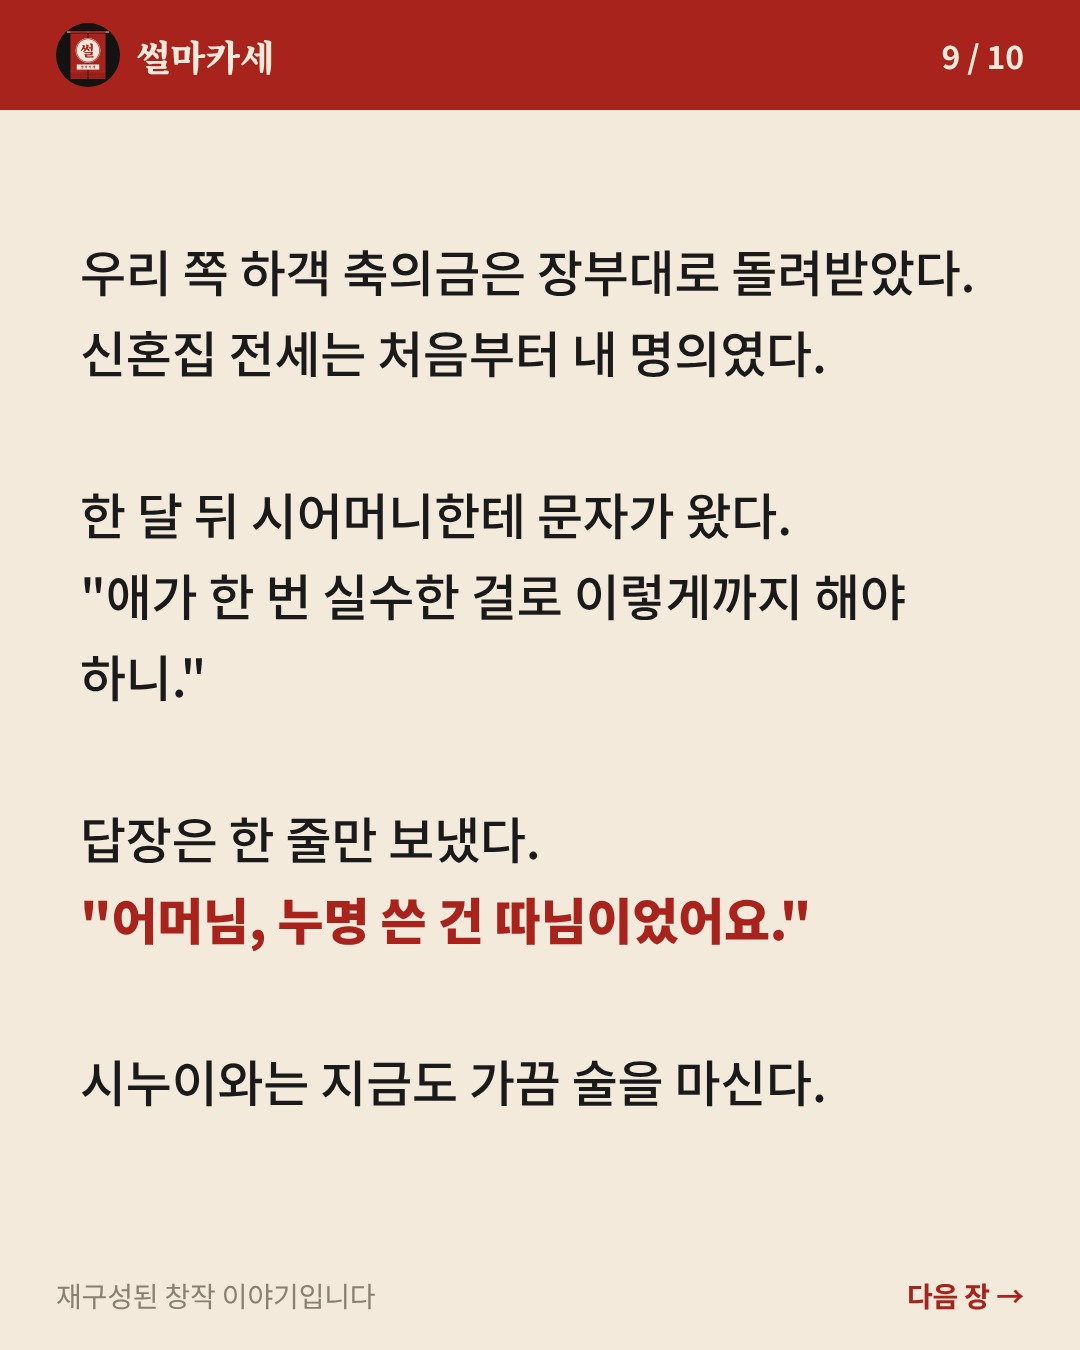 썰
썰마카세
9 / 10
우리 쪽 하객 축의금은 장부대로 돌려받았다.
신혼집 전세는 처음부터 내 명의였다.
한 달 뒤 시어머니한테 문자가 왔다.
"애가 한 번 실수한 걸로 이렇게까지 해야
하니."
답장은 한 줄만 보냈다.
"어머님, 누명 쓴 건 따님이었어요."
시누이와는 지금도 가끔 술을 마신다.
재구성된 창작 이야기입니다
다음 장 →